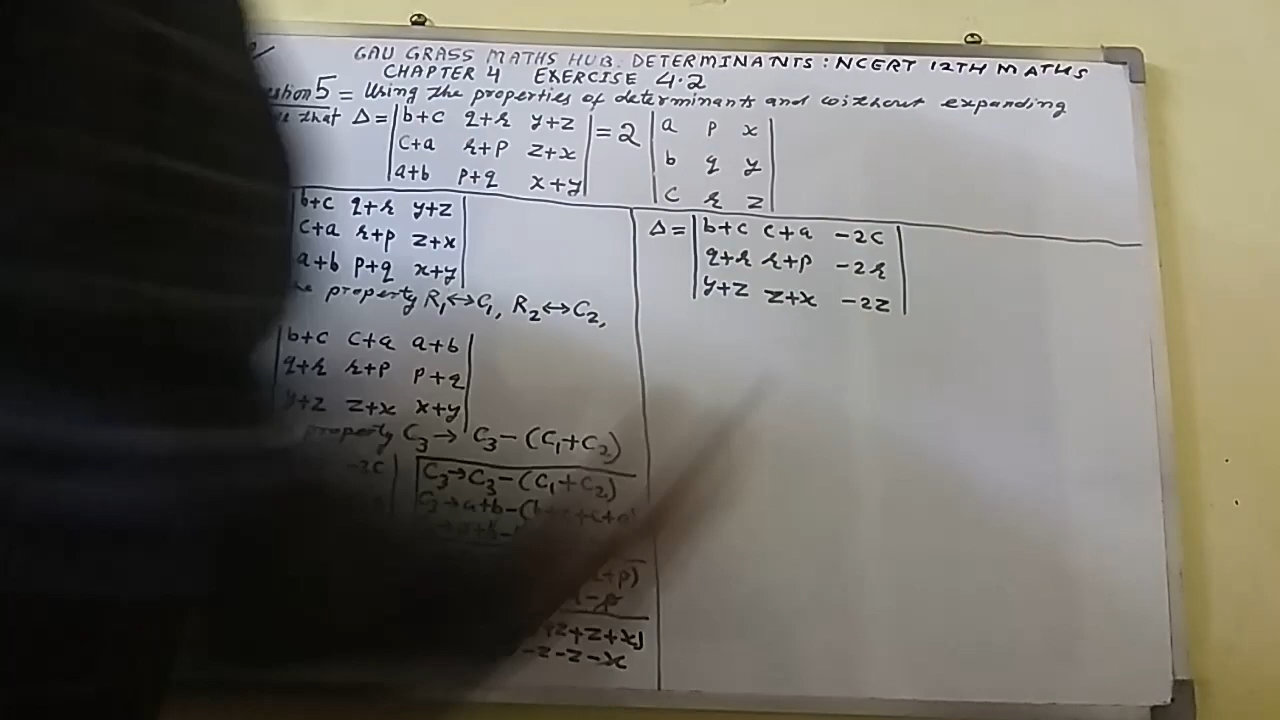 GAU GRASS MATHS HUB. DETERMINANTS: NCERT 12TH MATHS
CHAPTER 4 EXERCISE 4.2
5 = Using the properties of determinants and without expanding
that Δ = | b+c q+r y+z | = 2 | a p x |
c+a r+p z+x | b q y
a+b p+q x+y | c r z
b+c q+r y+z
c+a r+p z+x
a+b p+q x+y
property R₁↔C₁, R₂↔C₂,
b+c c+a a+b
q+r r+p p+q
y+z z+x x+y
property C₃→ C₃-(C₁+C₂)
-2c | C₃→C₃-(C₁+C₂)
C₃→a+b-(
+p)
-p
+z+z+x)
x-z-z-x
Δ = | b+c c+a -2c |
q+r r+p -2r
y+z z+x -2z